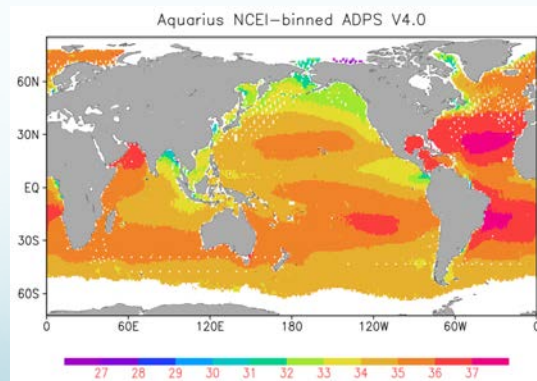 Aquarius NCEI-binned ADPS V4.0
60N
30N
EQ
30S
60S
0
60E
120E
180
120W
60W
0
27 28 29 30 31 32 33 34 35 36 37